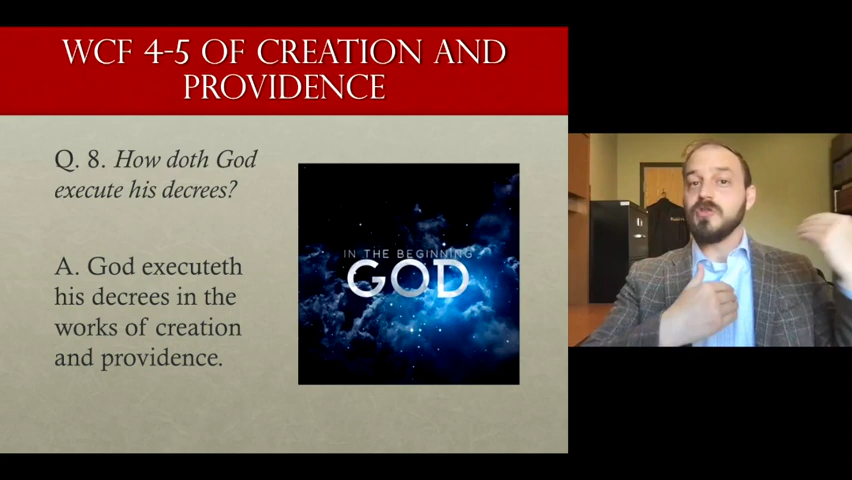 WCF 4-5 OF CREATION AND
PROVIDENCE
Q. 8. How doth God
execute his decrees?
A. God executeth
his decrees in the
works of creation
and providence.
IN THE BEGINNING
GOD